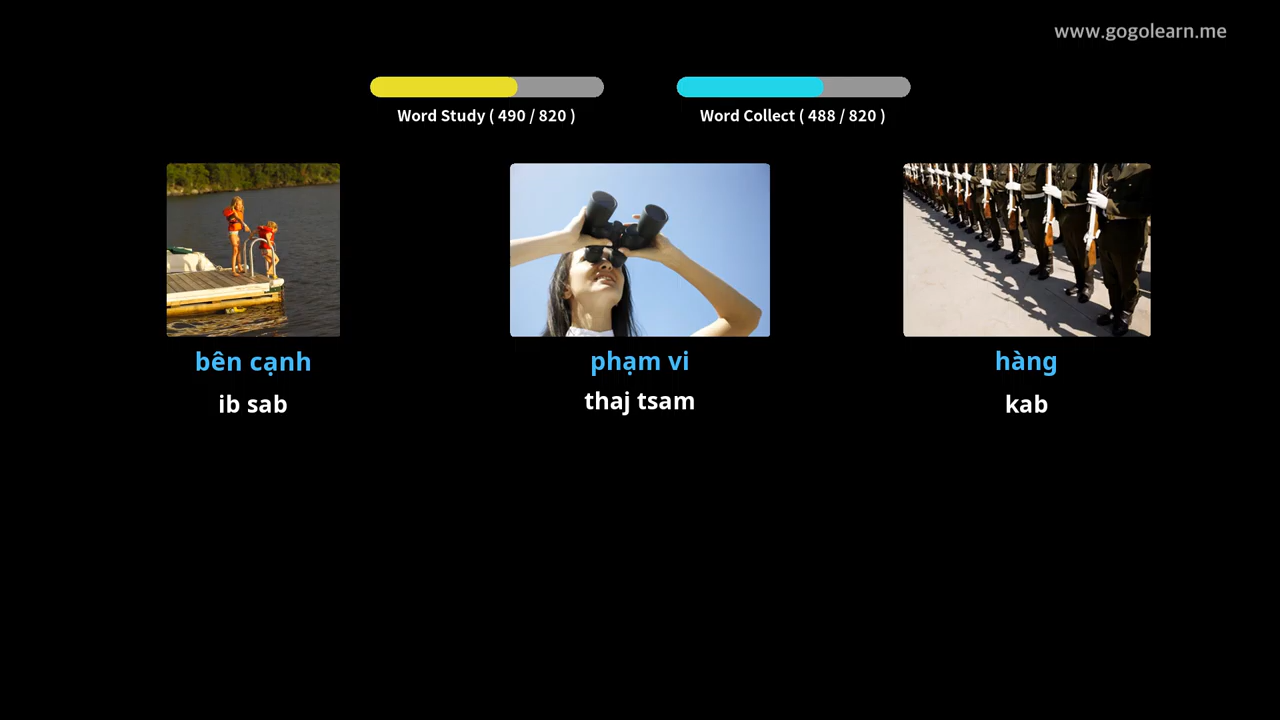 www.gogolearn.me
Word Study ( 490 / 820 )
Word Collect ( 488 / 820 )
bên cạnh
phạm vi
hàng
ib sab
thaj tsam
kab